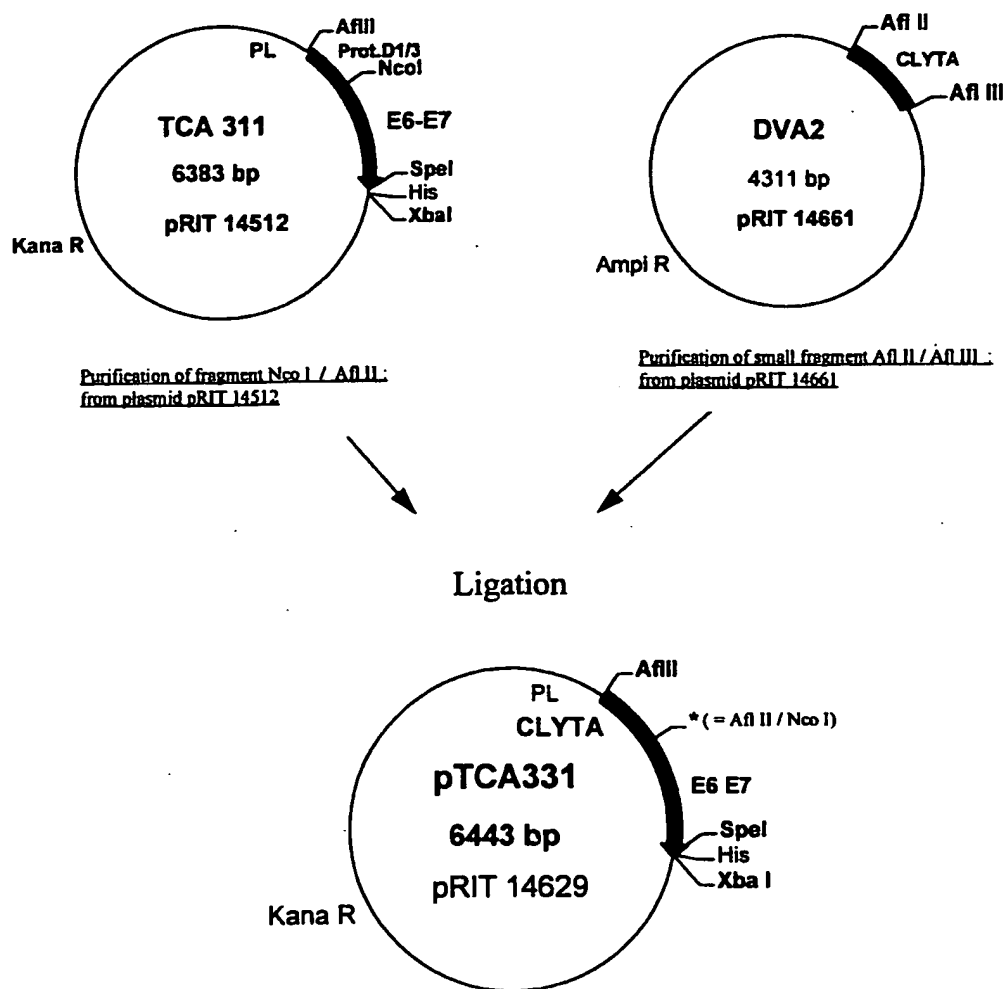 AflII
PL
Prot.D1/3
NcoI
TCA 311
E6-E7
6383 bp
SpeI
His
pRIT 14512
XbaI
Kana R
Afl II
CLYTA
Afl III
DVA2
4311 bp
pRIT 14661
Ampi R
Purification of fragment Nco I / Afl II :
from plasmid pRIT 14512
Purification of small fragment Afl II / Afl III :
from plasmid pRIT 14661
Ligation
AflII
PL
CLYTA
* ( = Afl II / Nco I)
pTCA331
E6 E7
6443 bp
SpeI
His
pRIT 14629
Xba I
Kana R